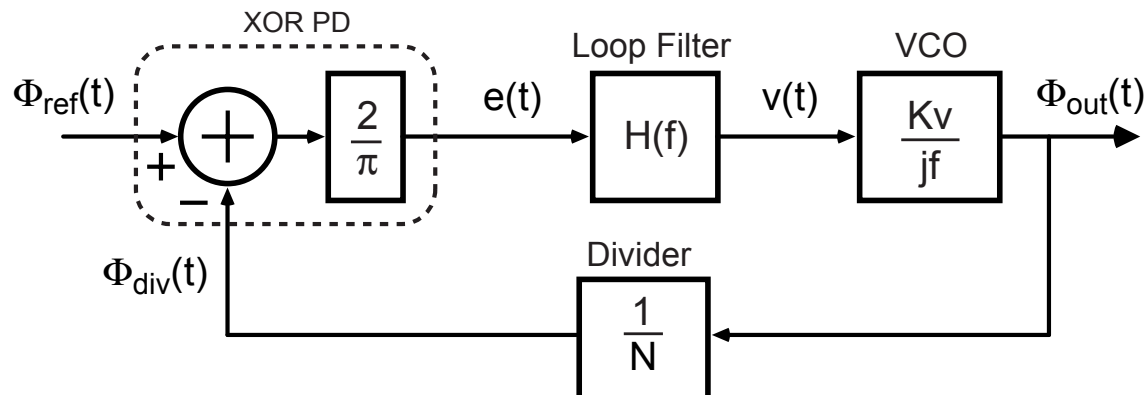 XOR PD
Loop Filter
VCO
Φref(t)
+
−
2
π
e(t)
H(f)
v(t)
Kv
jf
Φout(t)
Φdiv(t)
Divider
1
N